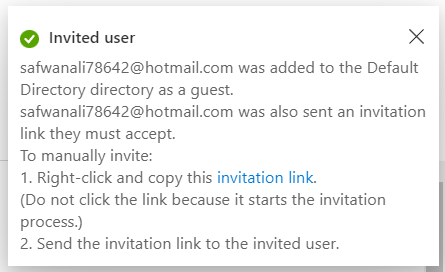 Invited user
safwanali78642@hotmail.com was added to the Default
Directory directory as a guest.
safwanali78642@hotmail.com was also sent an invitation
link they must accept.
To manually invite:
1. Right-click and copy this invitation link.
(Do not click the link because it starts the invitation
process.)
2. Send the invitation link to the invited user.